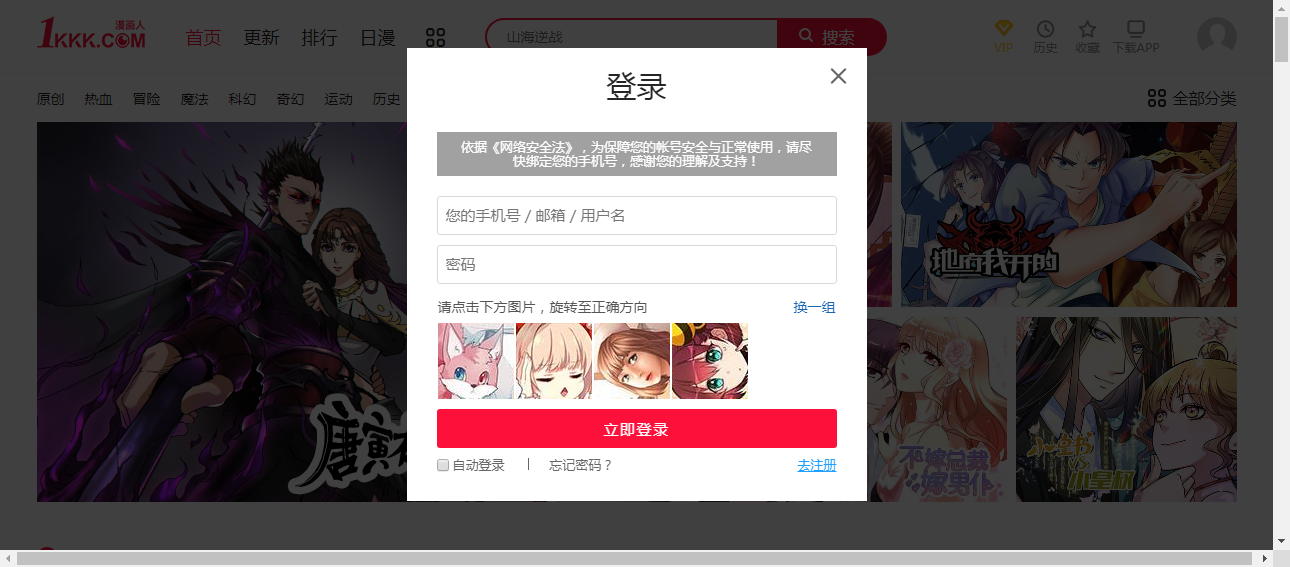 漫画人
1KKK.COM
首页 更新 排行 日漫
山海逆战
搜索
VIP 历史 收藏 下载APP
原创 热血 冒险 魔法 科幻 奇幻 运动 历史
全部分类
登录
依据《网络安全法》，为保障您的帐号安全与正常使用，请尽
快绑定您的手机号，感谢您的理解及支持！
您的手机号 / 邮箱 / 用户名
密码
请点击下方图片，旋转至正确方向
换一组
立即登录
自动登录 | 忘记密码？
去注册
地府我开的
唐寅
不嫁总裁
嫁男仆
小皇叔